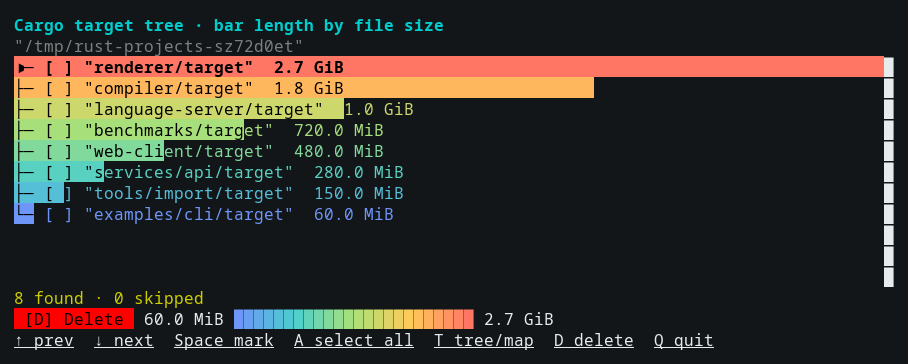 Cargo target tree · bar length by file size
"/tmp/rust-projects-sz72d0et"
[ ] "renderer/target"  2.7 GiB
├─ [ ] "compiler/target"  1.8 GiB
├─ [ ] "language-server/target"  1.0 GiB
├─ [ ] "benchmarks/target"  720.0 MiB
├─ [ ] "web-client/target"  480.0 MiB
├─ [ ] "services/api/target"  280.0 MiB
├─ [ ] "tools/import/target"  150.0 MiB
└─ [ ] "examples/cli/target"  60.0 MiB
8 found · 0 skipped
[D] Delete  60.0 MiB  2.7 GiB
↑ prev  ↓ next  Space mark  A select all  T tree/map  D delete  Q quit